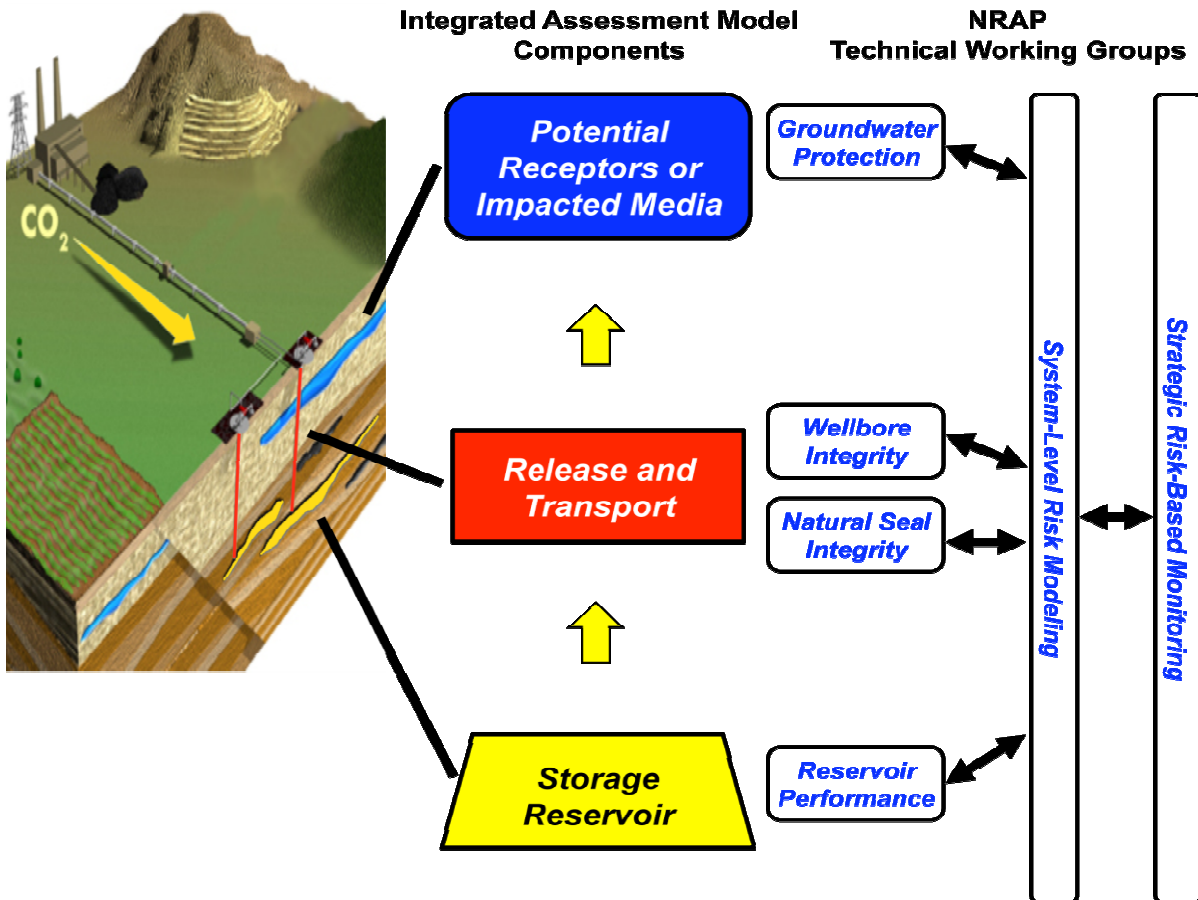 Integrated Assessment Model
Components
NRAP
Technical Working Groups
CO2
Potential
Receptors or
Impacted Media
Groundwater
Protection
Release and
Transport
Wellbore
Integrity
Natural Seal
Integrity
Storage
Reservoir
Reservoir
Performance
System-Level Risk Modeling
Strategic Risk-Based Monitoring